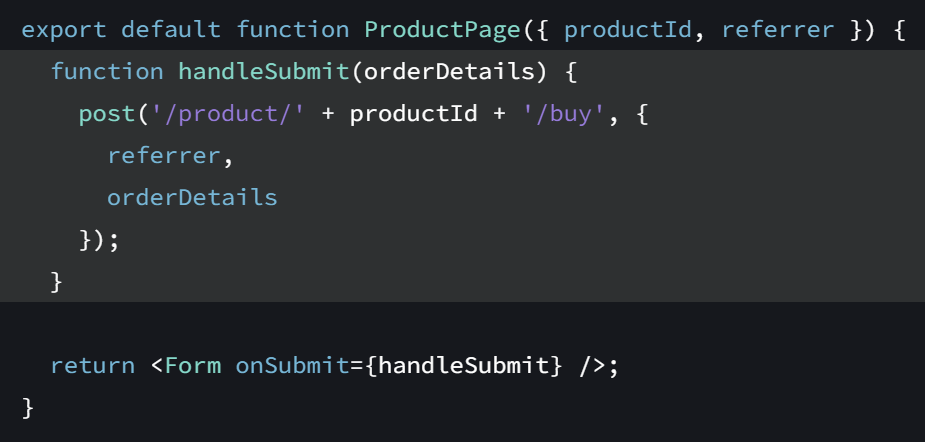 export default function ProductPage({ productId, referrer }) {
  function handleSubmit(orderDetails) {
    post('/product/' + productId + '/buy', {
      referrer,
      orderDetails
    });
  }

  return <Form onSubmit={handleSubmit} />;
}